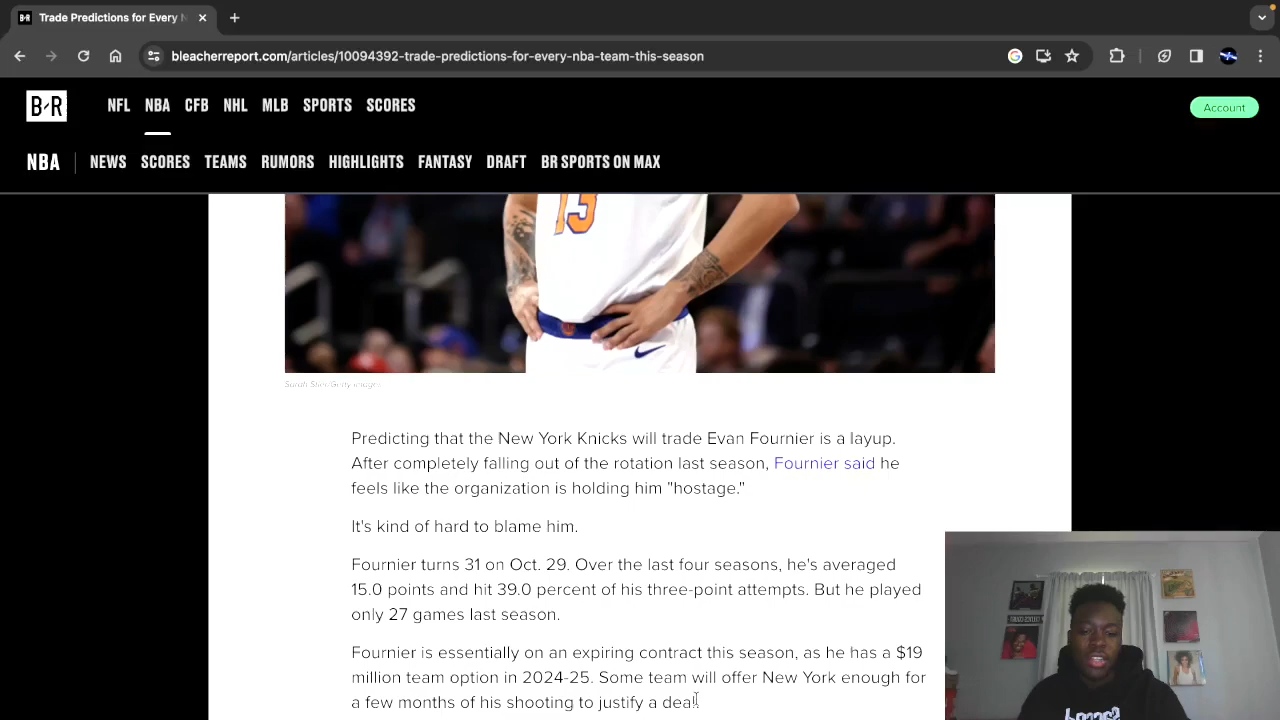 Trade Predictions for Every N
bleacherreport.com/articles/10094392-trade-predictions-for-every-nba-team-this-season
B/R NFL NBA CFB NHL MLB SPORTS SCORES Account
NBA NEWS SCORES TEAMS RUMORS HIGHLIGHTS FANTASY DRAFT BR SPORTS ON MAX
13
Sarah Stier/Getty Images
Predicting that the New York Knicks will trade Evan Fournier is a layup.
After completely falling out of the rotation last season, Fournier said he
feels like the organization is holding him "hostage."
It's kind of hard to blame him.
Fournier turns 31 on Oct. 29. Over the last four seasons, he's averaged
15.0 points and hit 39.0 percent of his three-point attempts. But he played
only 27 games last season.
Fournier is essentially on an expiring contract this season, as he has a $19
million team option in 2024-25. Some team will offer New York enough for
a few months of his shooting to justify a deal.